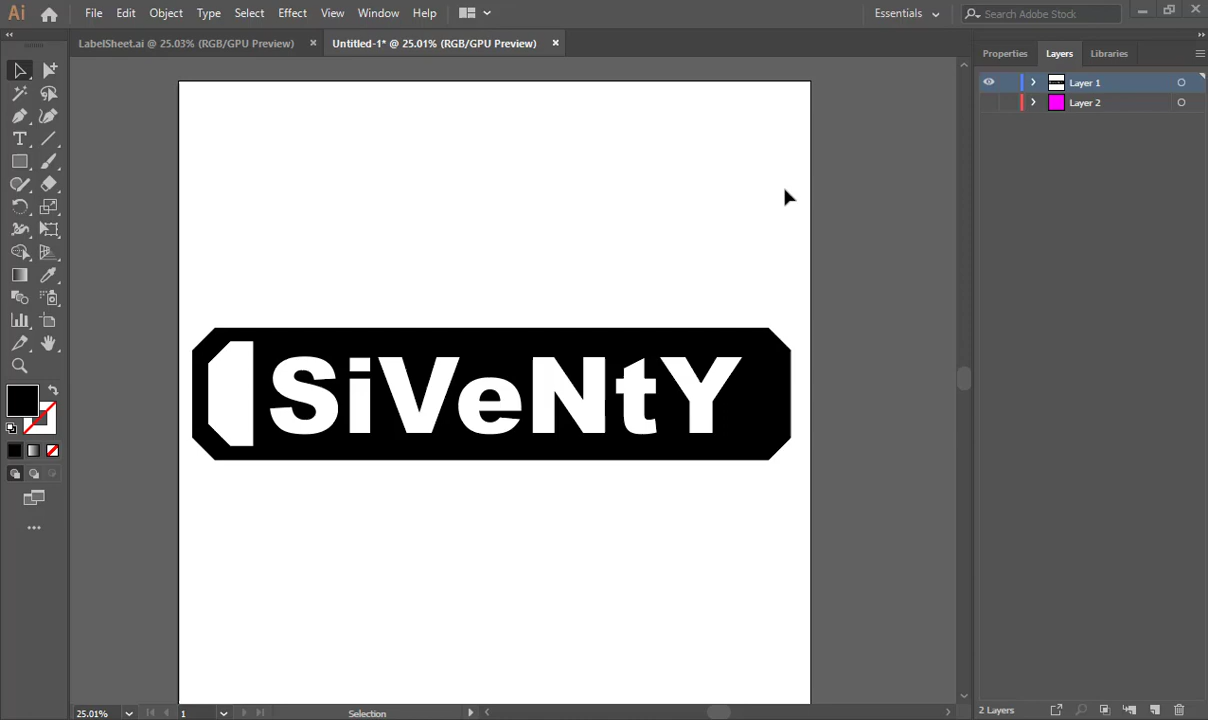 Ai File Edit Object Type Select Effect View Window Help Essentials Search Adobe Stock
LabelSheet.ai @ 25.03% (RGB/GPU Preview) × Untitled-1* @ 25.01% (RGB/GPU Preview) ×
Properties Layers Libraries
Layer 1
Layer 2
SiVeNtY
25.01% 1 Selection 2 Layers